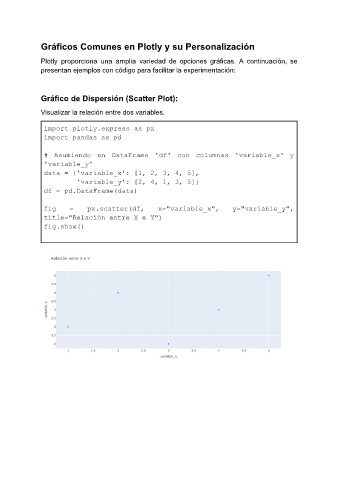 Gráficos Comunes en Plotly y su Personalización
Plotly proporciona una amplia variedad de opciones gráficas. A continuación, se
presentan ejemplos con código para facilitar la experimentación:
Gráfico de Dispersión (Scatter Plot):
Visualizar la relación entre dos variables.
import plotly.express as px
import pandas as pd
# Asumiendo un DataFrame 'df' con columnas 'variable_x' y
'variable_y'
data = {'variable_x': [1, 2, 3, 4, 5],
'variable_y': [2, 4, 1, 3, 5]}
df = pd.DataFrame(data)
fig = px.scatter(df, x="variable_x", y="variable_y",
title="Relación entre X e Y")
fig.show()
Relación entre X e Y
5
4.5
4
3.5
3
2.5
2
1.5
1
variable_y
1 1.5 2 2.5 3 3.5 4 4.5 5
variable_x